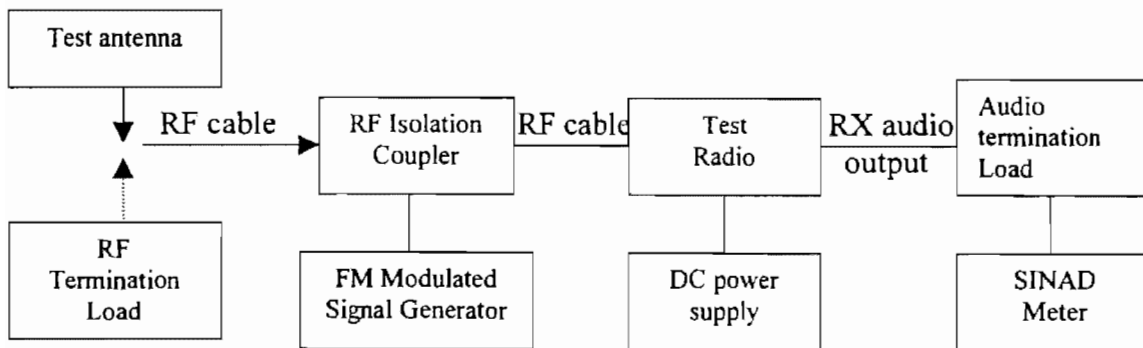 Test antenna
RF cable
RF Isolation
Coupler
RF cable
Test
Radio
RX audio
output
Audio
termination
Load
RF
Termination
Load
FM Modulated
Signal Generator
DC power
supply
SINAD
Meter